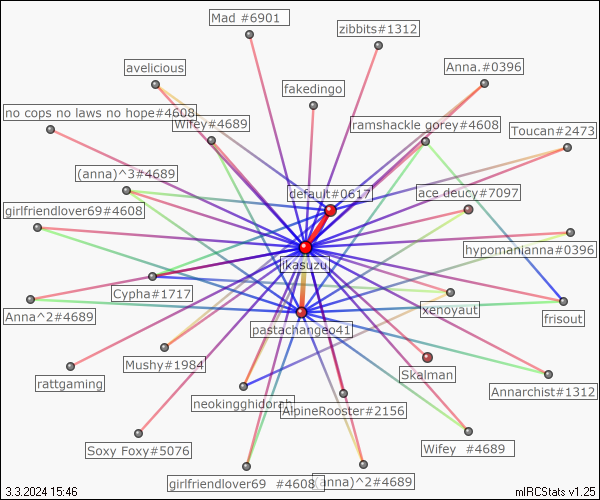 Mad #6901
zibbits#1312
avelicious
Anna.#0396
fakedingo
no cops no laws no hope#4608
Wifey#4689
ramshackle gorey#4608
Toucan#2473
(anna)^3#4689
default#0617
ace deucy#7097
girlfriendlover69#4608
hypomanianna#0396
ikasuzu
Cypha#1717
Anna^2#4689
xenoyaut
frisout
pastachangeo41
Mushy#1984
Skalman
rattgaming
Annarchist#1312
neokingghidorah
AlpineRooster#2156
Soxy Foxy#5076
Wifey #4689
girlfriendlover69 #4608
(anna)^2#4689
3.3.2024 15:46
mIRCStats v1.25